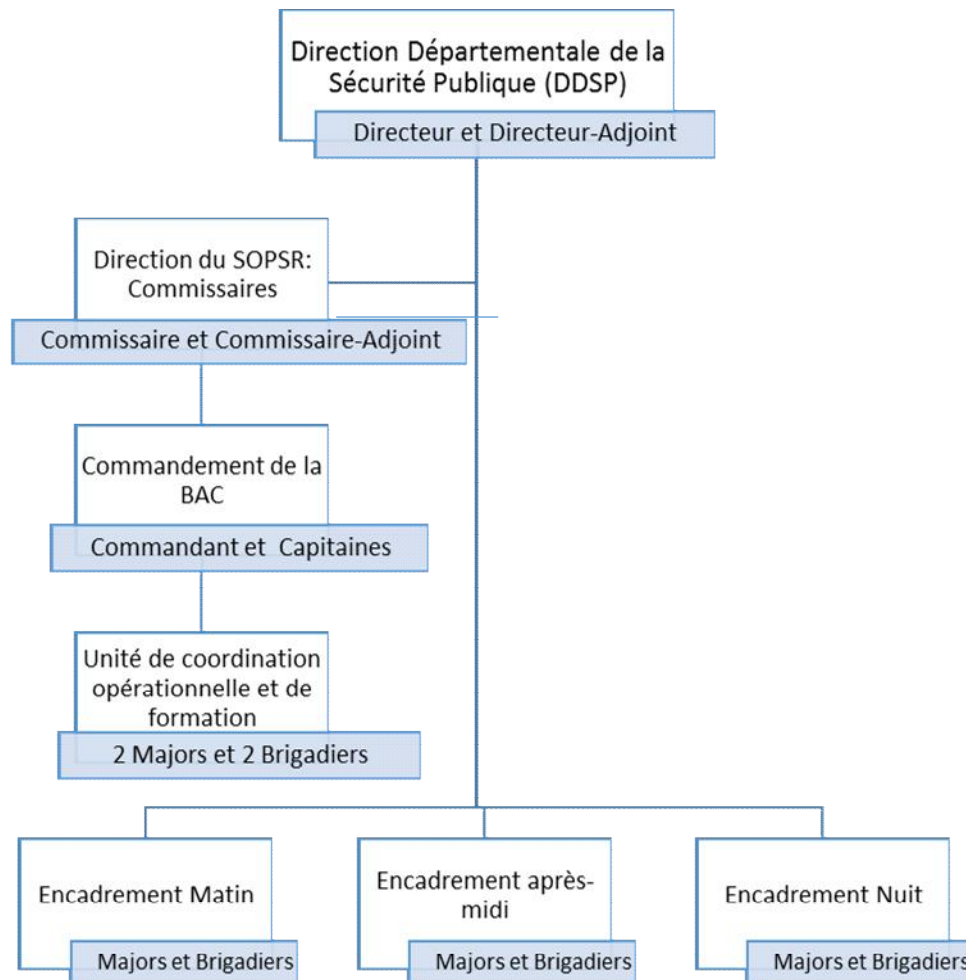 Direction Départementale de la
Sécurité Publique (DDSP)
Directeur et Directeur-Adjoint
Direction du SOPSR:
Commissaires
Commissaire et Commissaire-Adjoint
Commandement de la
BAC
Commandant et Capitaines
Unité de coordination
opérationnelle et de
formation
2 Majors et 2 Brigadiers
Encadrement Matin
Majors et Brigadiers
Encadrement après-
midi
Majors et Brigadiers
Encadrement Nuit
Majors et Brigadiers